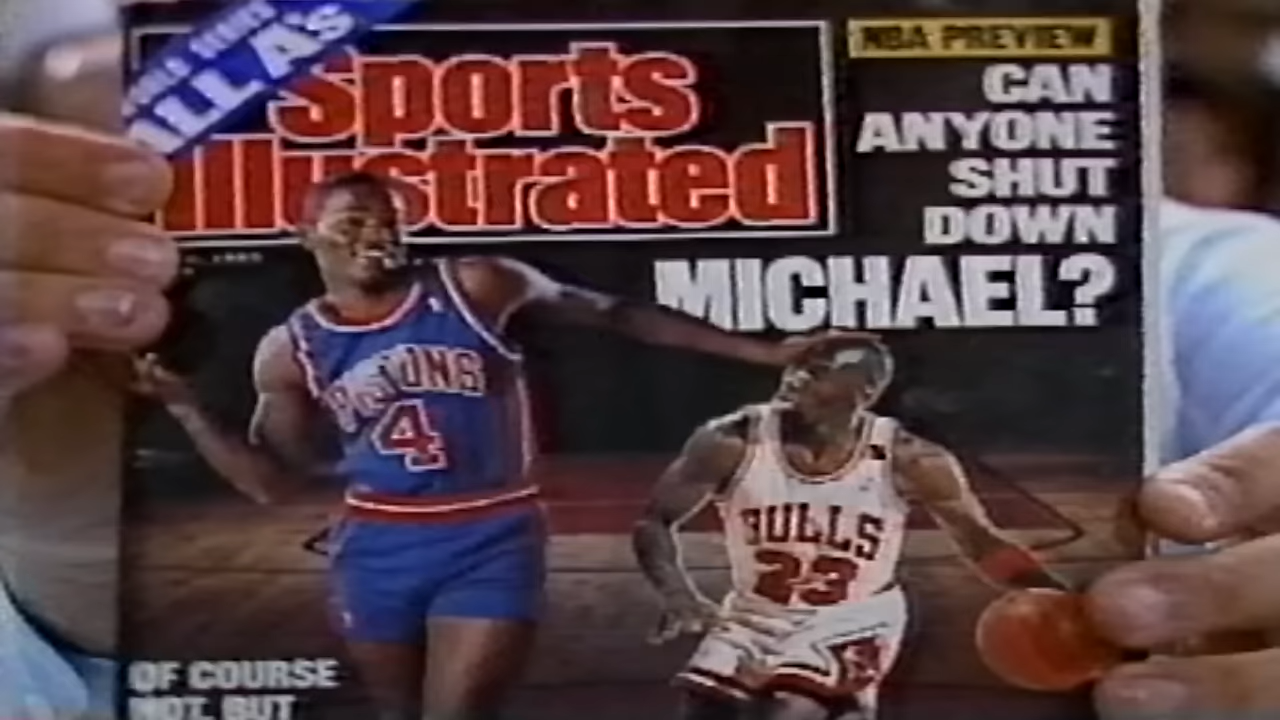 A's
Sports
Illustrated
NBA PREVIEW
CAN
ANYONE
SHUT
DOWN
MICHAEL?
PISTONS
4
BULLS
23
OF COURSE
NOT, BUT